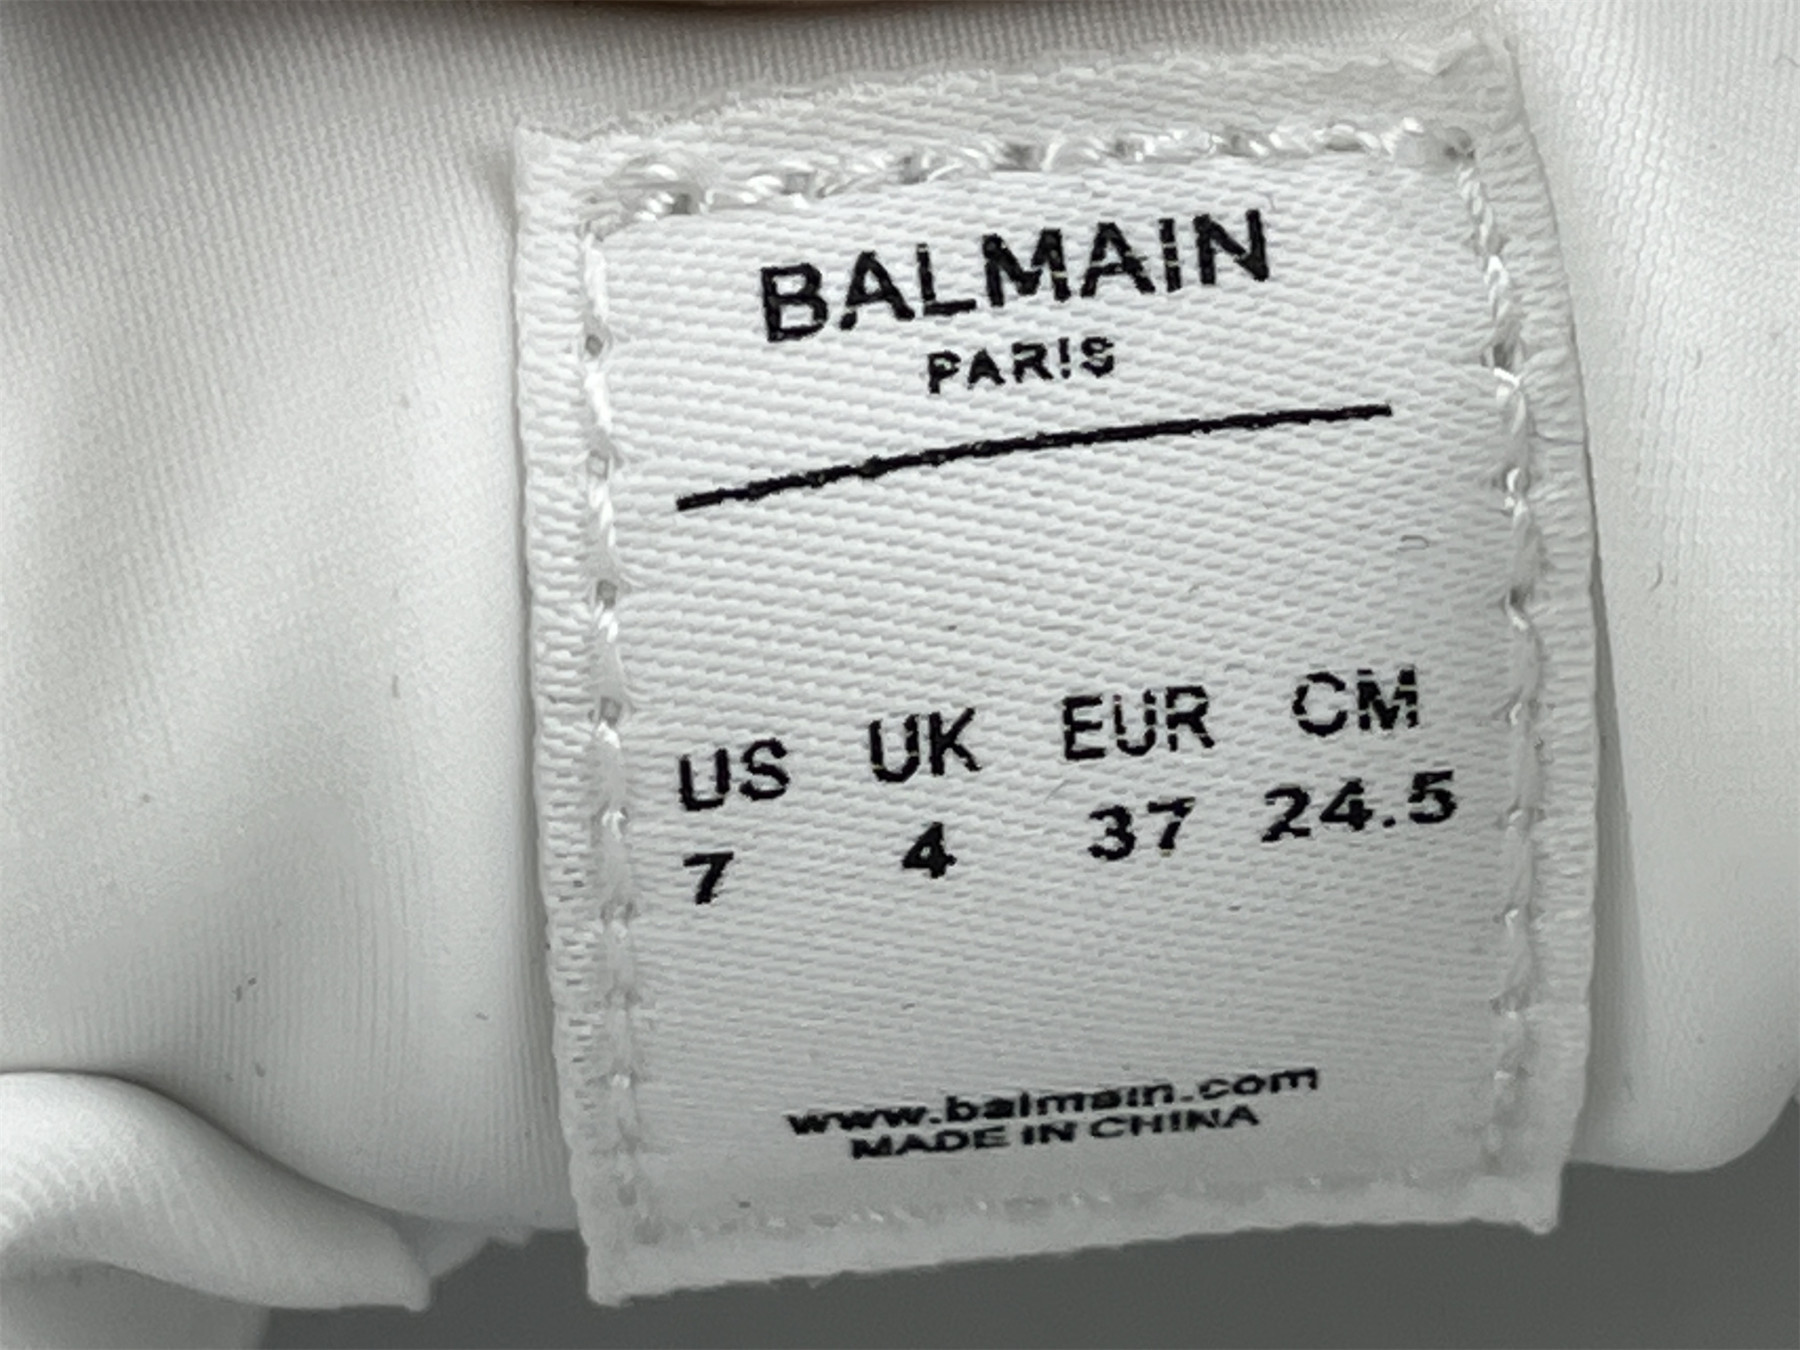 BALMAIN
PARIS
US UK EUR CM
7 4 37 24.5
www.balmain.com
MADE IN CHINA